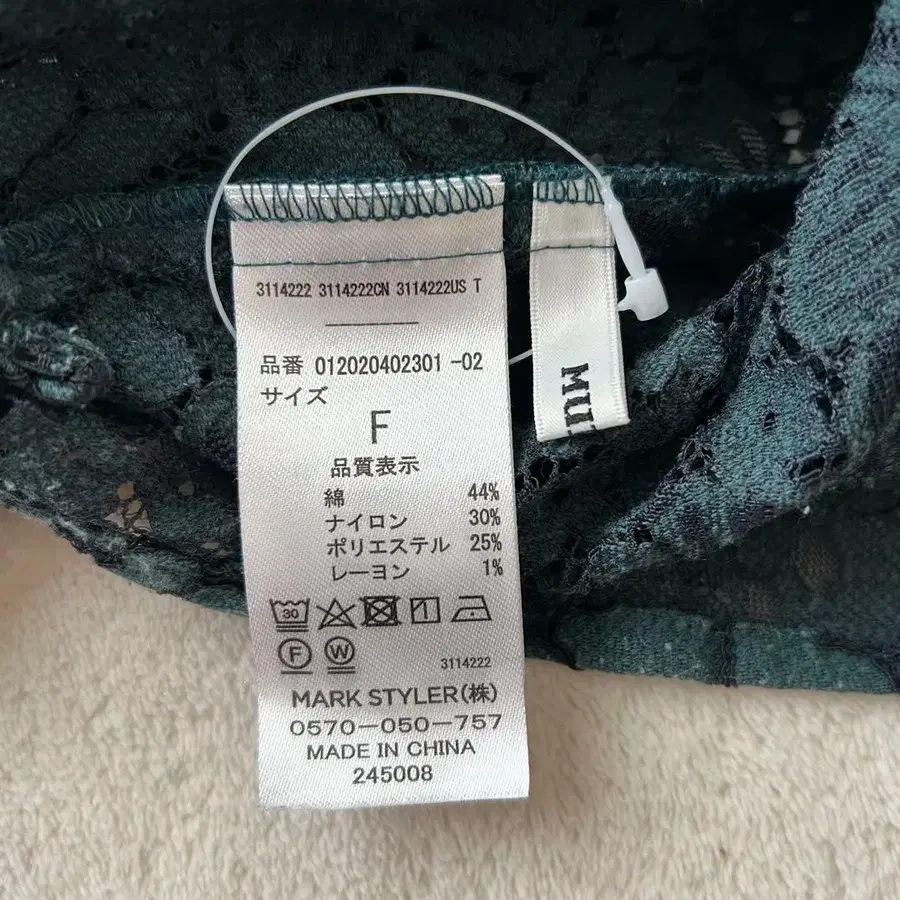 3114222 3114222CN 3114222US T
品番 012020402301 -02
サイズ
F
品質表示
綿 44%
ナイロン 30%
ポリエステル 25%
レーヨン 1%
30
F W
3114222
MARK STYLER(株)
0570-050-757
MADE IN CHINA
245008